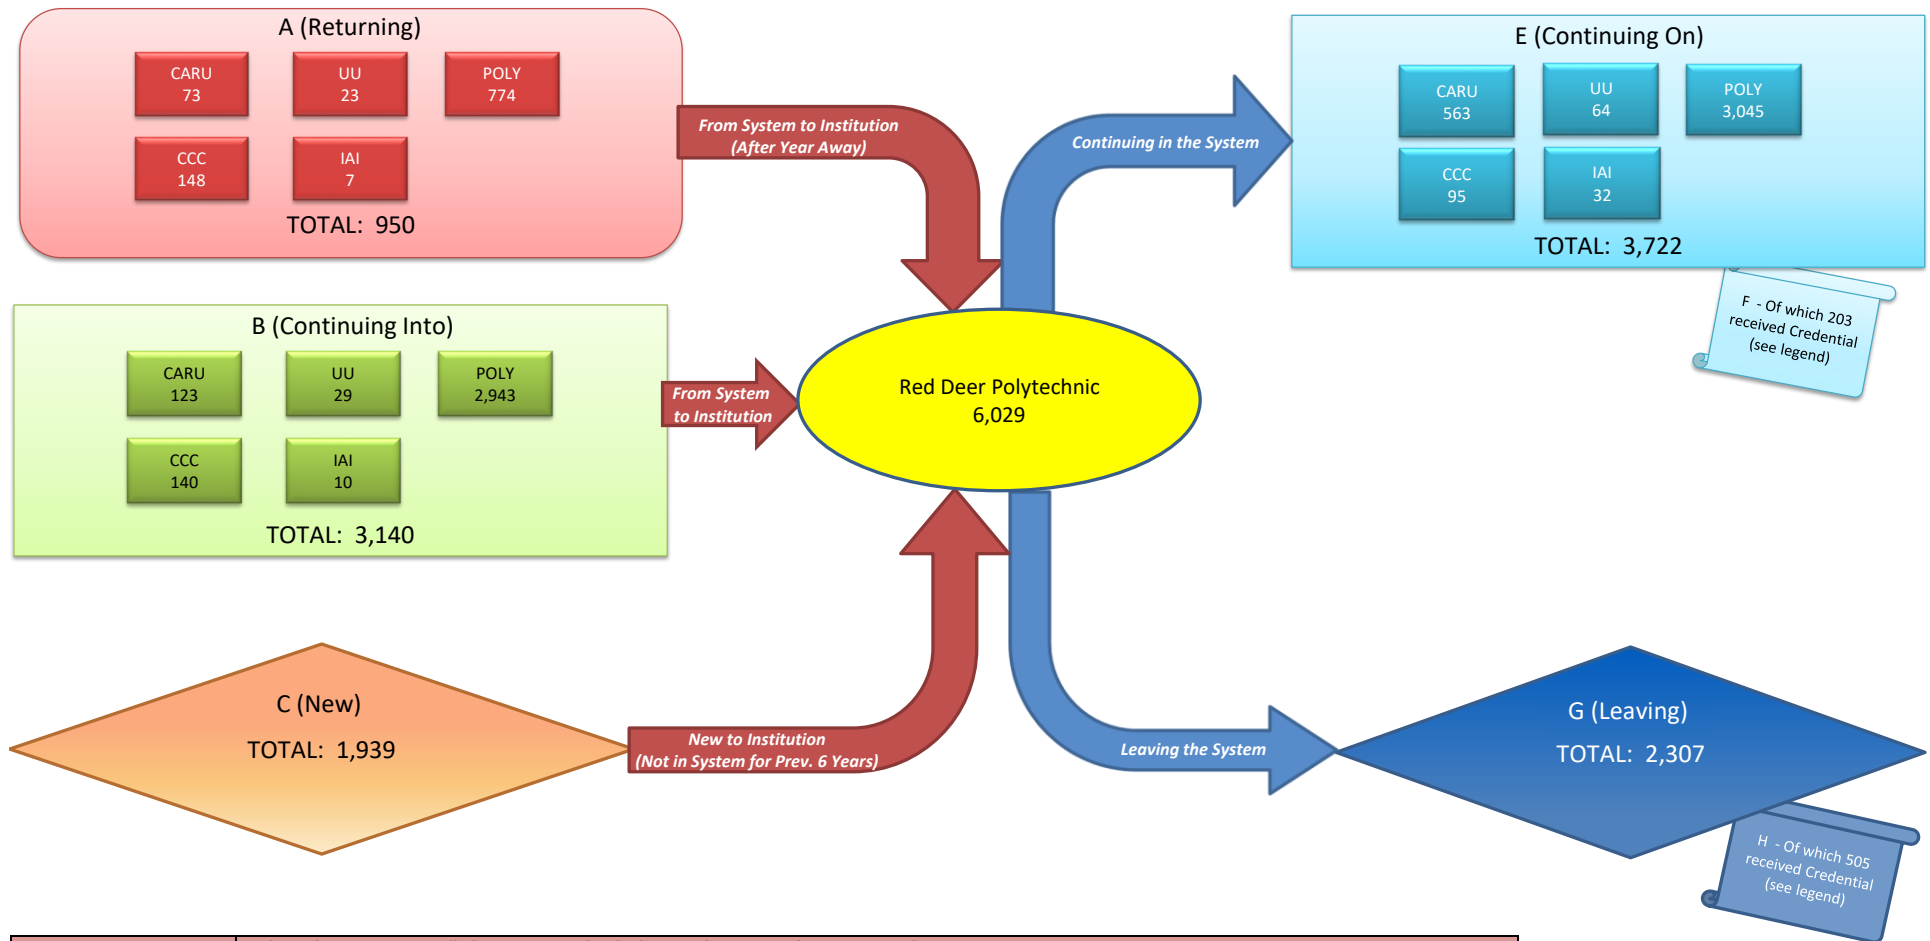 A (Returning)
CARU
73
UU
23
POLY
774
CCC
148
IAI
7
TOTAL: 950
From System to Institution
(After Year Away)
Continuing in the System
E (Continuing On)
CARU
563
UU
64
POLY
3,045
CCC
95
IAI
32
TOTAL: 3,722
F - Of which 203
received Credential
(see legend)
B (Continuing Into)
CARU
123
UU
29
POLY
2,943
CCC
140
IAI
10
TOTAL: 3,140
From System
to Institution
Red Deer Polytechnic
6,029
C (New)
TOTAL: 1,939
New to Institution
(Not in System for Prev. 6 Years)
Leaving the System
G (Leaving)
TOTAL: 2,307
H - Of which 505
received Credential
(see legend)